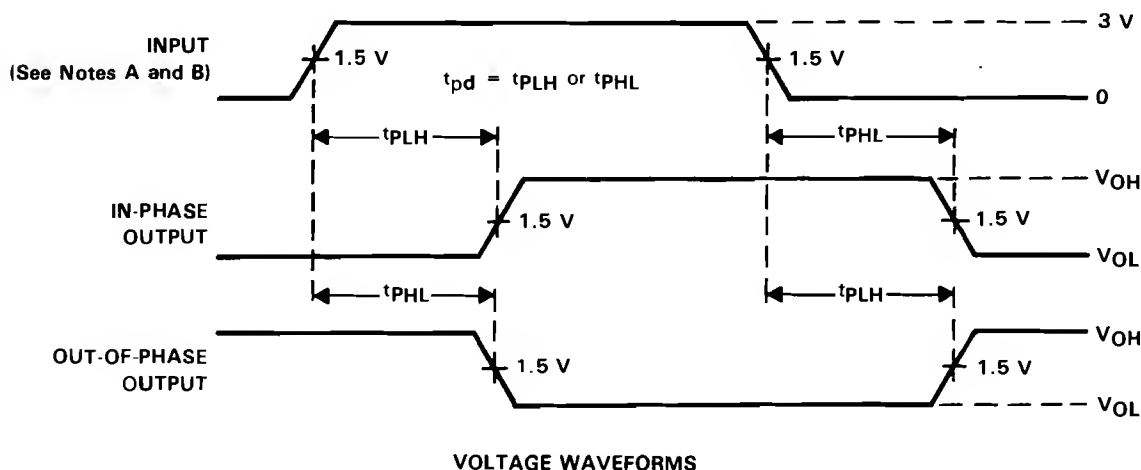 3 V
INPUT
(See Notes A and B)
1.5 V
1.5 V
tpd = tPLH or tPHL
0
tPLH
tPHL
VOH
IN-PHASE
OUTPUT
1.5 V
1.5 V
VOL
tPHL
tPLH
VOH
OUT-OF-PHASE
OUTPUT
1.5 V
1.5 V
VOL
VOLTAGE WAVEFORMS